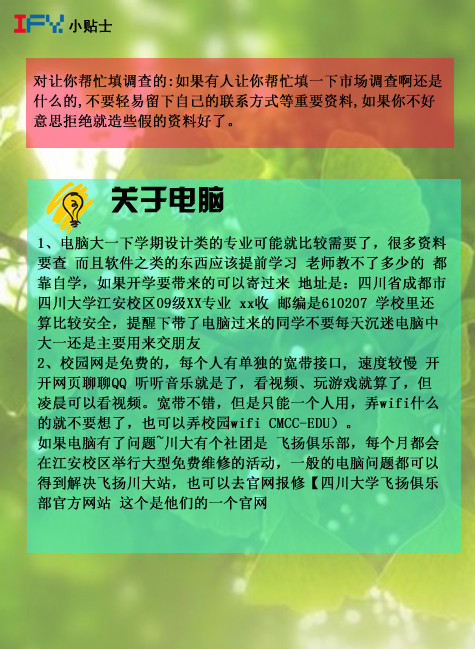 IFY. 小贴士
对让你帮忙填调查的:如果有人让你帮忙填一下市场调查啊还是
什么的,不要轻易留下自己的联系方式等重要资料,如果你不好
意思拒绝就造些假的资料好了。
关于电脑
1、电脑大一下学期设计类的专业可能就比较需要了，很多资料
要查 而且软件之类的东西应该提前学习 老师教不了多少的 都
靠自学，如果开学要带来的可以寄过来 地址是：四川省成都市
四川大学江安校区09级XX专业 xx收 邮编是610207 学校里还
算比较安全，提醒下带了电脑过来的同学不要每天沉迷电脑中
大一还是主要用来交朋友
2、校园网是免费的，每个人有单独的宽带接口，速度较慢 开
开网页聊聊QQ 听听音乐就是了，看视频、玩游戏就算了，但
凌晨可以看视频。宽带不错，但是只能一个人用，弄wifi什么
的就不要想了，也可以弄校园wifi CMCC-EDU）。
如果电脑有了问题~川大有个社团是 飞扬俱乐部，每个月都会
在江安校区举行大型免费维修的活动，一般的电脑问题都可以
得到解决飞扬川大站，也可以去官网报修【四川大学飞扬俱乐
部官方网站 这个是他们的一个官网